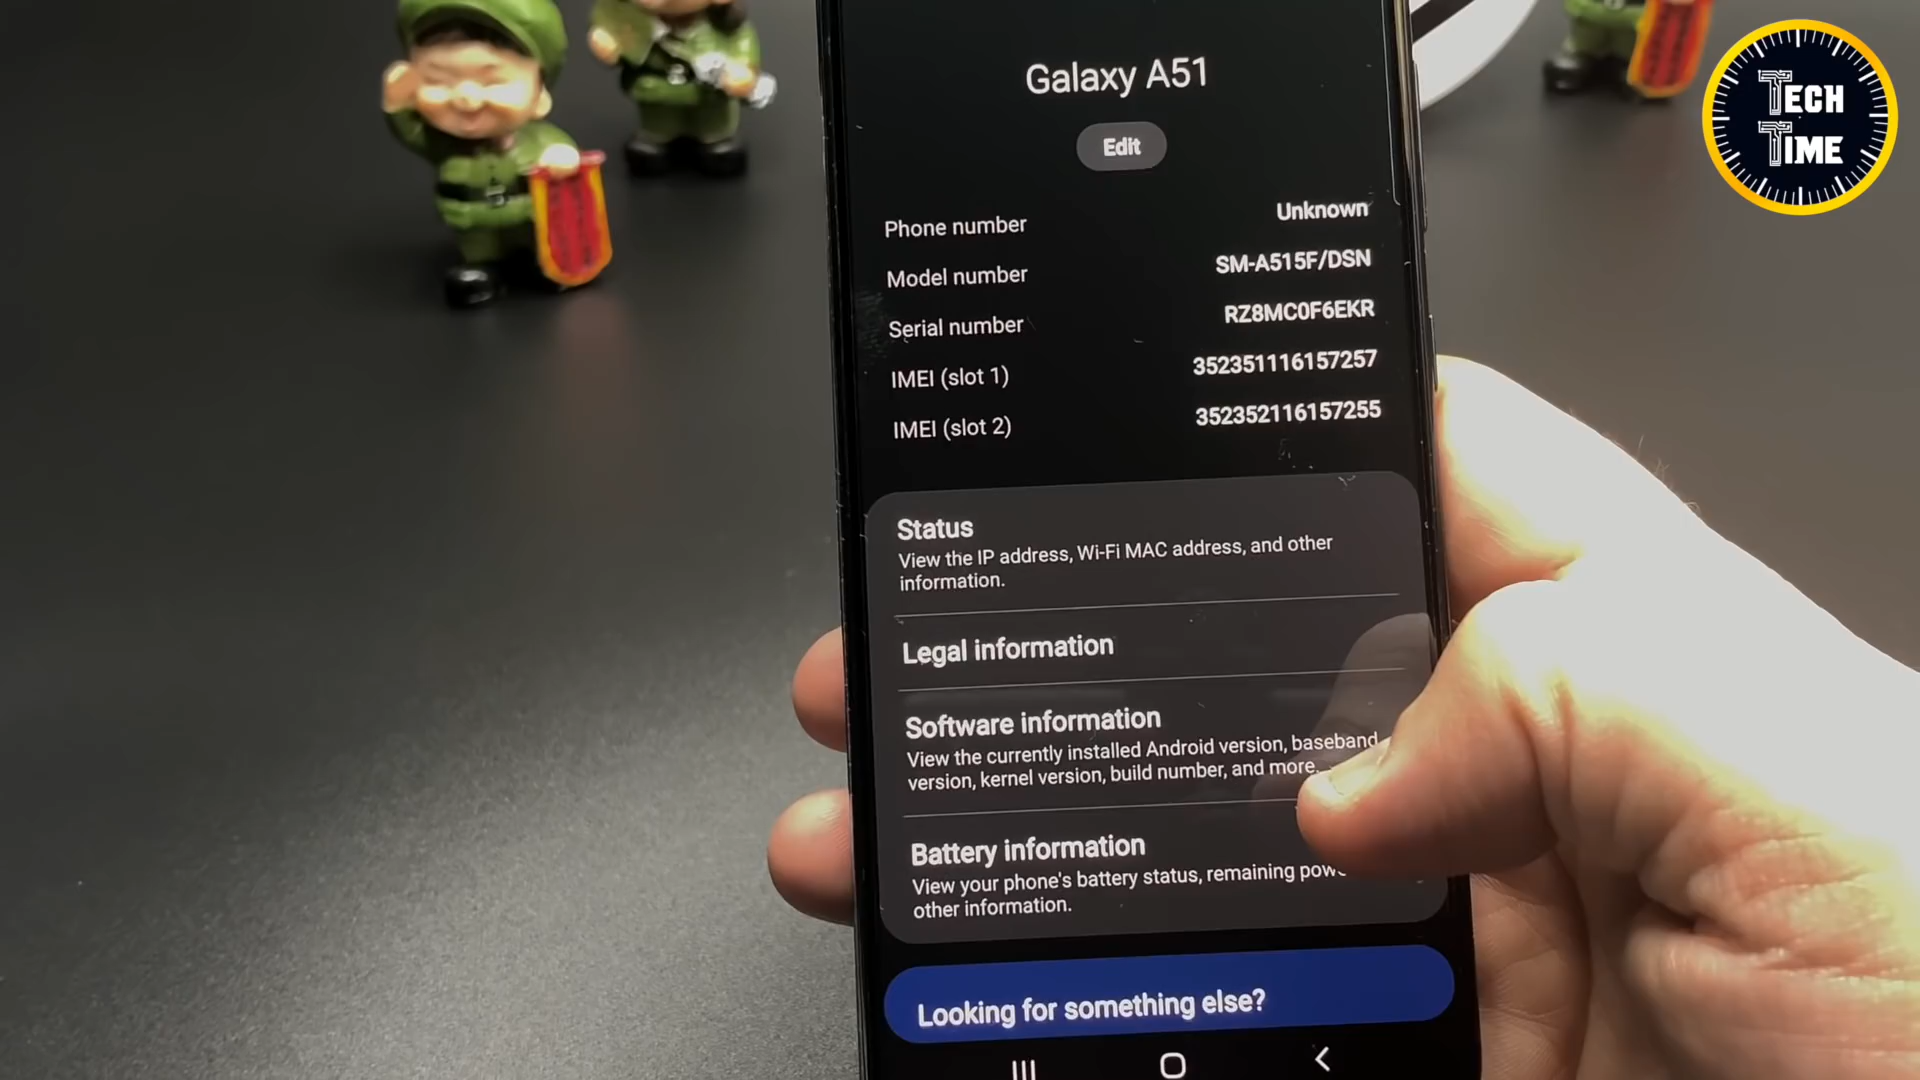 TECH
TIME
Galaxy A51
Edit
Phone number Unknown
Model number SM-A515F/DSN
Serial number RZ8MC0F6EKR
IMEI (slot 1) 352351116157257
IMEI (slot 2) 352352116157255
Status
View the IP address, Wi-Fi MAC address, and other
information.
Legal information
Software information
View the currently installed Android version, baseband
version, kernel version, build number, and more.
Battery information
View your phone's battery status, remaining
other information.
Looking for something else?